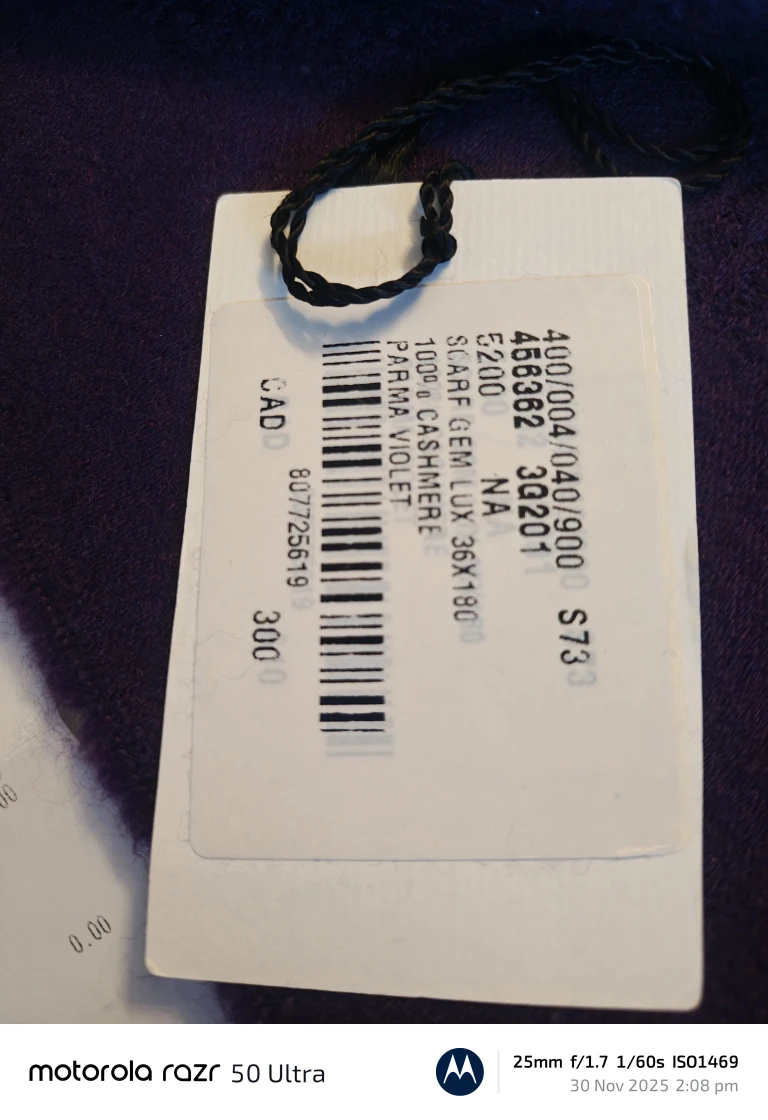 400/004/040/900 S73
456362 3G2011
5200 NA
SCARF GEM LUX 36X180
100% CASHMERE
PARMA VIOLET
807725619
CAD 300
0.00
motorola razr 50 Ultra
25mm f/1.7 1/60s ISO1469
30 Nov 2025 2:08 pm